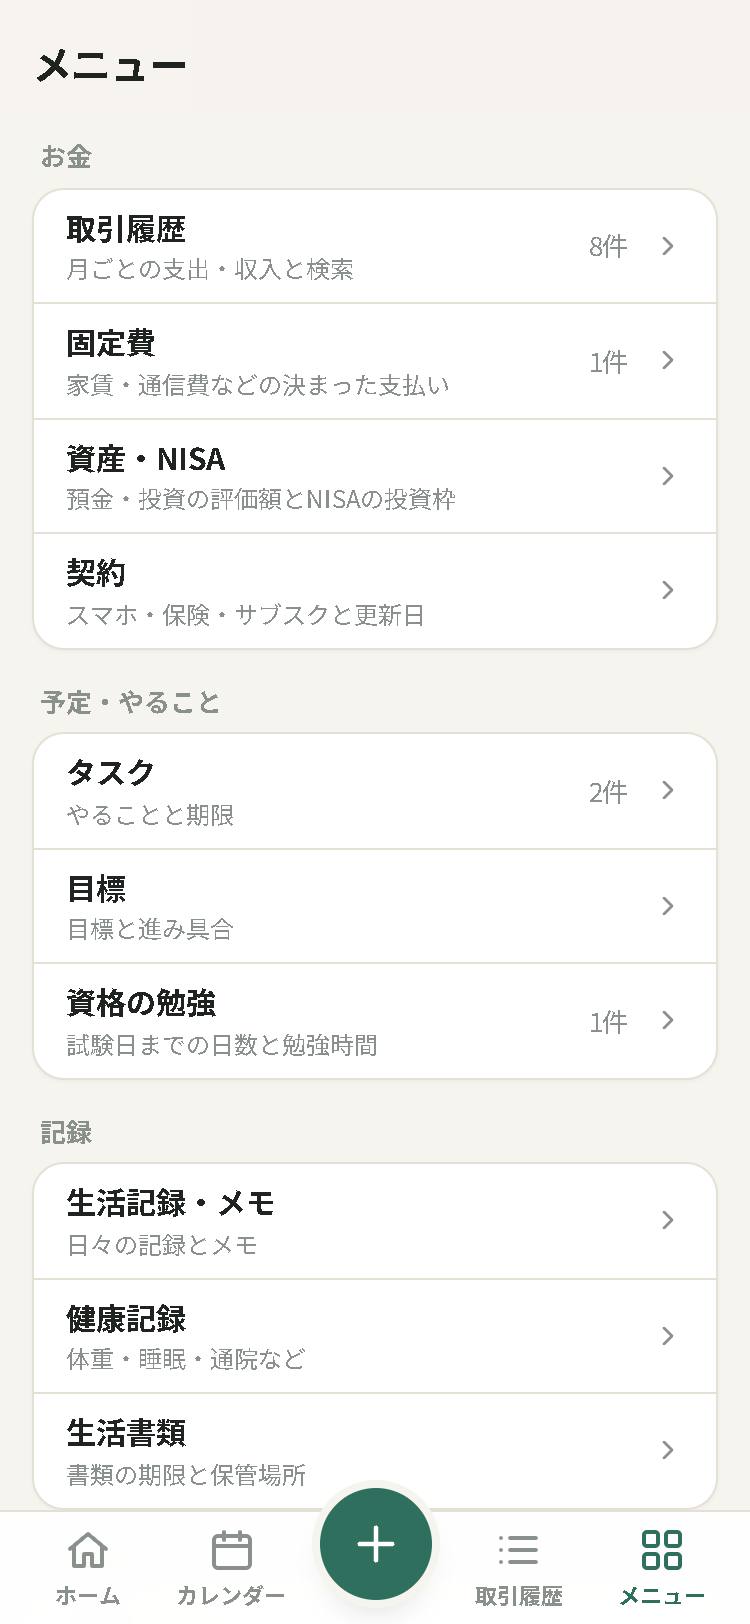 メニュー
お金
取引履歴
月ごとの支出・収入と検索
8件
固定費
家賃・通信費などの決まった支払い
1件
資産・NISA
預金・投資の評価額とNISAの投資枠
契約
スマホ・保険・サブスクと更新日
予定・やること
タスク
やることと期限
2件
目標
目標と進み具合
資格の勉強
試験日までの日数と勉強時間
1件
記録
生活記録・メモ
日々の記録とメモ
健康記録
体重・睡眠・通院など
生活書類
書類の期限と保管場所
ホーム
カレンダー
取引履歴
メニュー